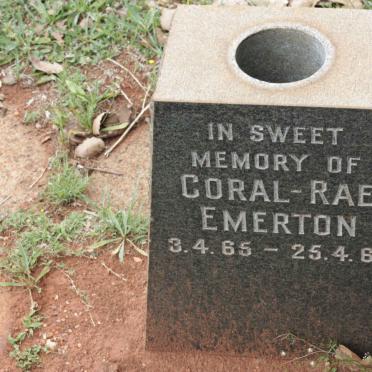 IN SWEET
MEMORY OF
CORAL-RAE
EMERTON
3.4.65 – 25.4.6